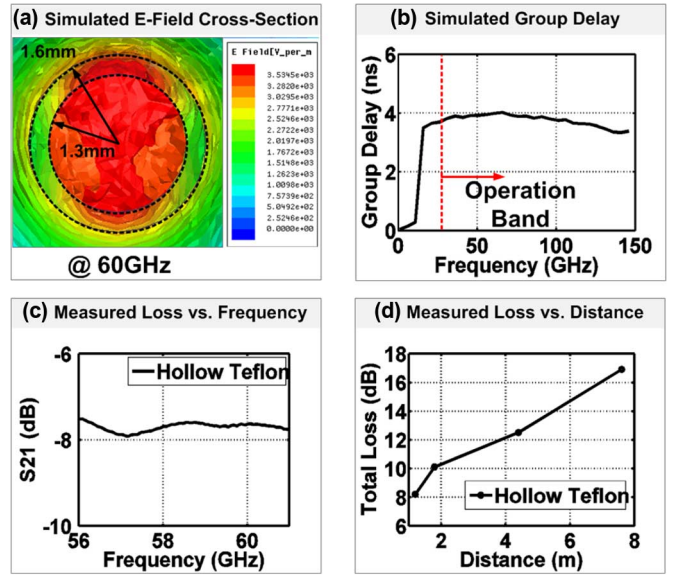 (a) Simulated E-Field Cross-Section
1.6mm
1.3mm
E Field[V_per_m
3.5345e+03
3.2820e+03
3.0295e+03
2.7771e+03
2.5246e+03
2.2722e+03
2.0197e+03
1.7672e+03
1.5148e+03
1.2623e+03
1.0098e+03
7.5739e+02
5.0492e+02
2.5246e+02
0.0000e+00
@ 60GHz
(b) Simulated Group Delay
Group Delay (ns)
6
4
2
0
0
50
100
150
Operation
Band
Frequency (GHz)
(c) Measured Loss vs. Frequency
S21 (dB)
-6
-8
-10
Hollow Teflon
56
58
60
Frequency (GHz)
(d) Measured Loss vs. Distance
Total Loss (dB)
18
16
14
12
10
8
6
Hollow Teflon
2
4
6
8
Distance (m)